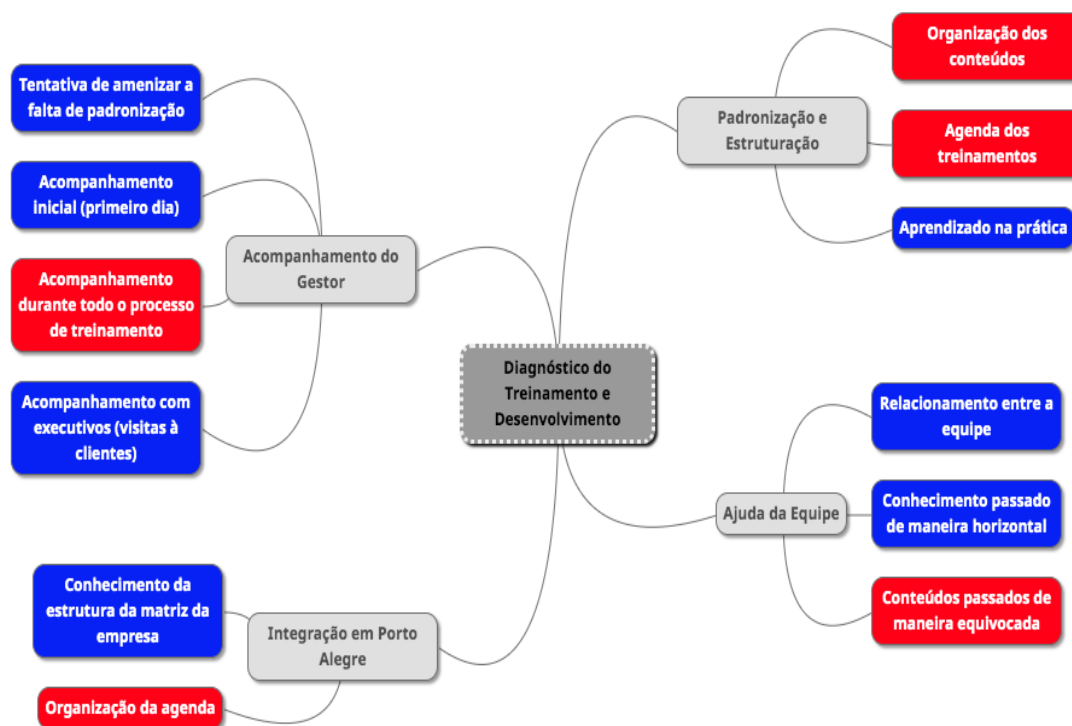 Organização dos
conteúdos
Tentativa de amenizar a
falta de padronização
Padronização e
Estruturação
Agenda dos
treinamentos
Acompanhamento
inicial (primeiro dia)
Aprendizado na prática
Acompanhamento do
Gestor
Acompanhamento
durante todo o processo
de treinamento
Diagnóstico do
Treinamento e
Desenvolvimento
Acompanhamento com
executivos (visitas à
clientes)
Relacionamento entre a
equipe
Ajuda da Equipe
Conhecimento passado
de maneira horizontal
Conhecimento da
estrutura da matriz da
empresa
Conteúdos passados de
maneira equivocada
Integração em Porto
Alegre
Organização da agenda